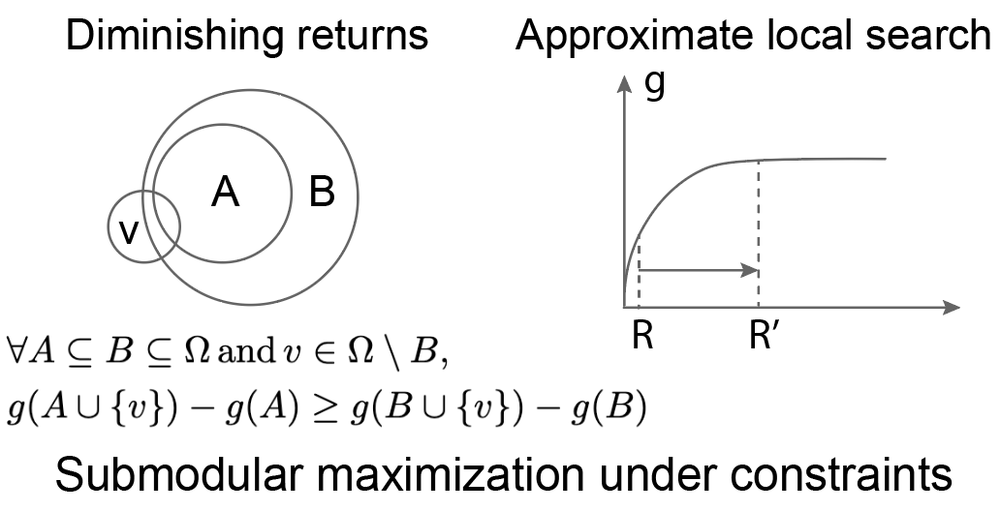 Diminishing returns
Approximate local search
A
B
v
g
R
R′
∀A ⊆ B ⊆ Ω and v ∈ Ω \ B,
g(A ∪ {v}) − g(A) ≥ g(B ∪ {v}) − g(B)
Submodular maximization under constraints